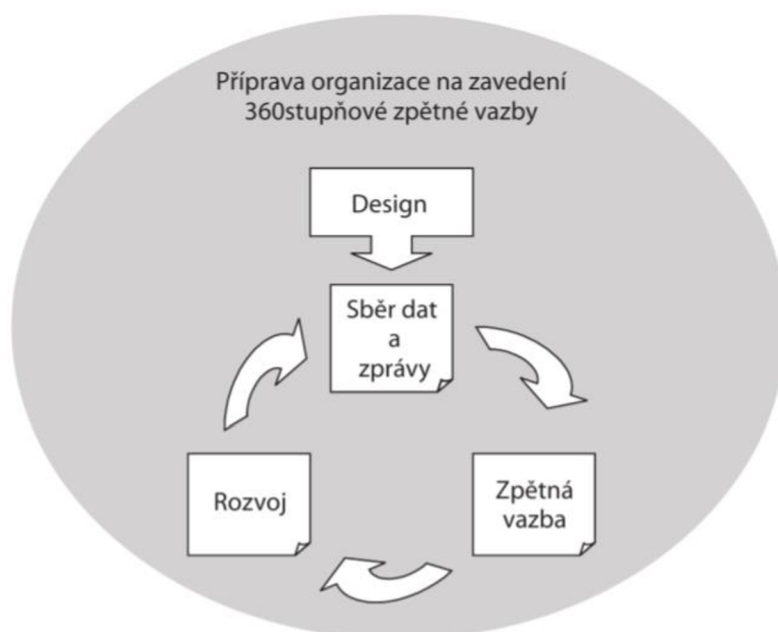 Příprava organizace na zavedení
360stupňové zpětné vazby
Design
Sběr dat
a
zprávy
Rozvoj
Zpětná
vazba